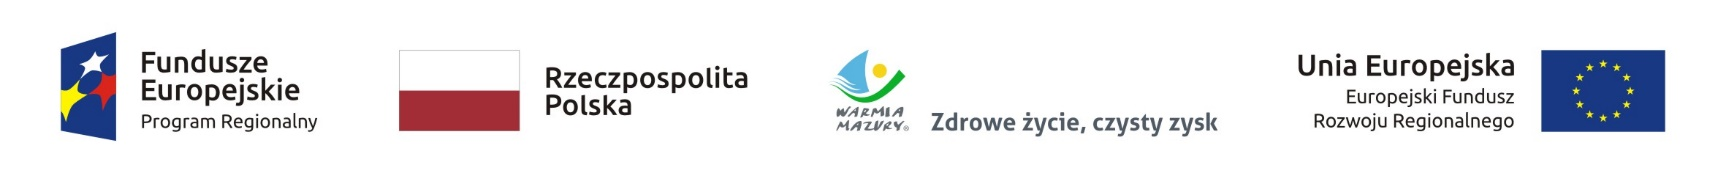 Fundusze
Europejskie
Program Regionalny
Rzeczpospolita
Polska
WARMIA
MAZURY®
Zdrowe życie, czysty zysk
Unia Europejska
Europejski Fundusz
Rozwoju Regionalnego